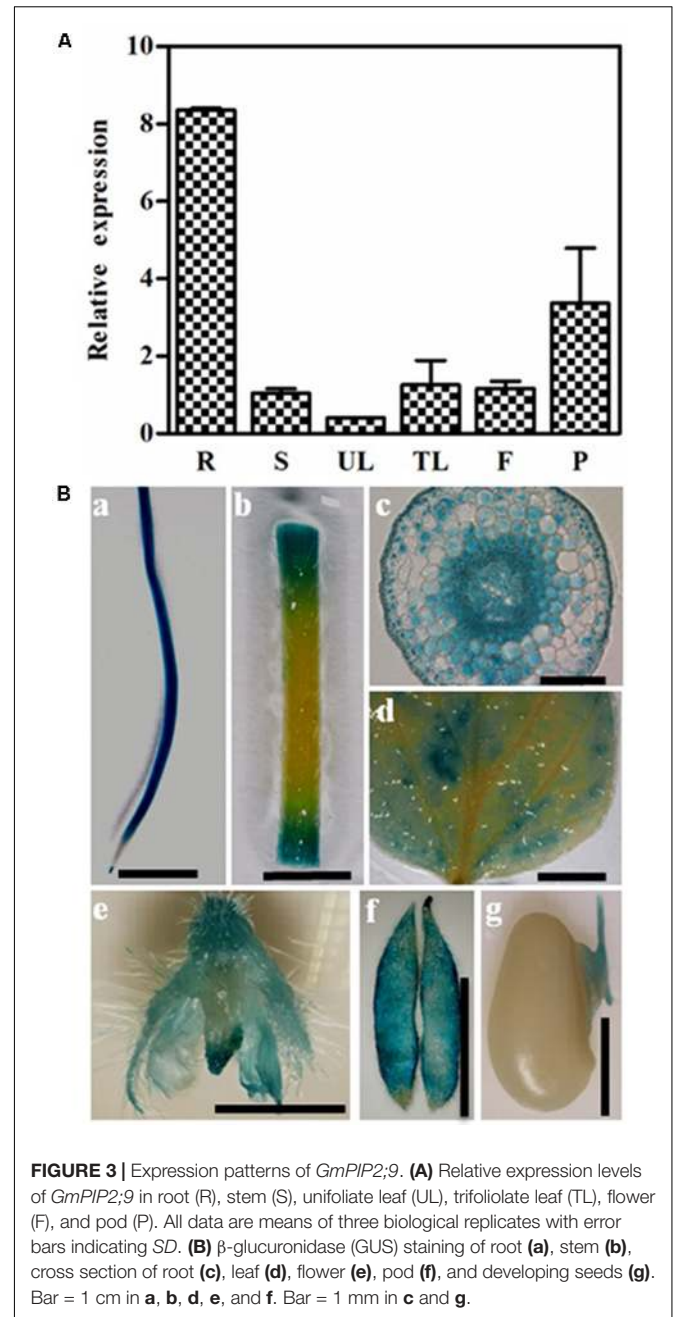 A
10
8
6
4
2
0
Relative expression
R S UL TL F P
B
a b c
d
e f g
FIGURE 3 | Expression patterns of GmPIP2;9. (A) Relative expression levels
of GmPIP2;9 in root (R), stem (S), unifoliate leaf (UL), trifoliolate leaf (TL), flower
(F), and pod (P). All data are means of three biological replicates with error
bars indicating SD. (B) β-glucuronidase (GUS) staining of root (a), stem (b),
cross section of root (c), leaf (d), flower (e), pod (f), and developing seeds (g).
Bar = 1 cm in a, b, d, e, and f. Bar = 1 mm in c and g.